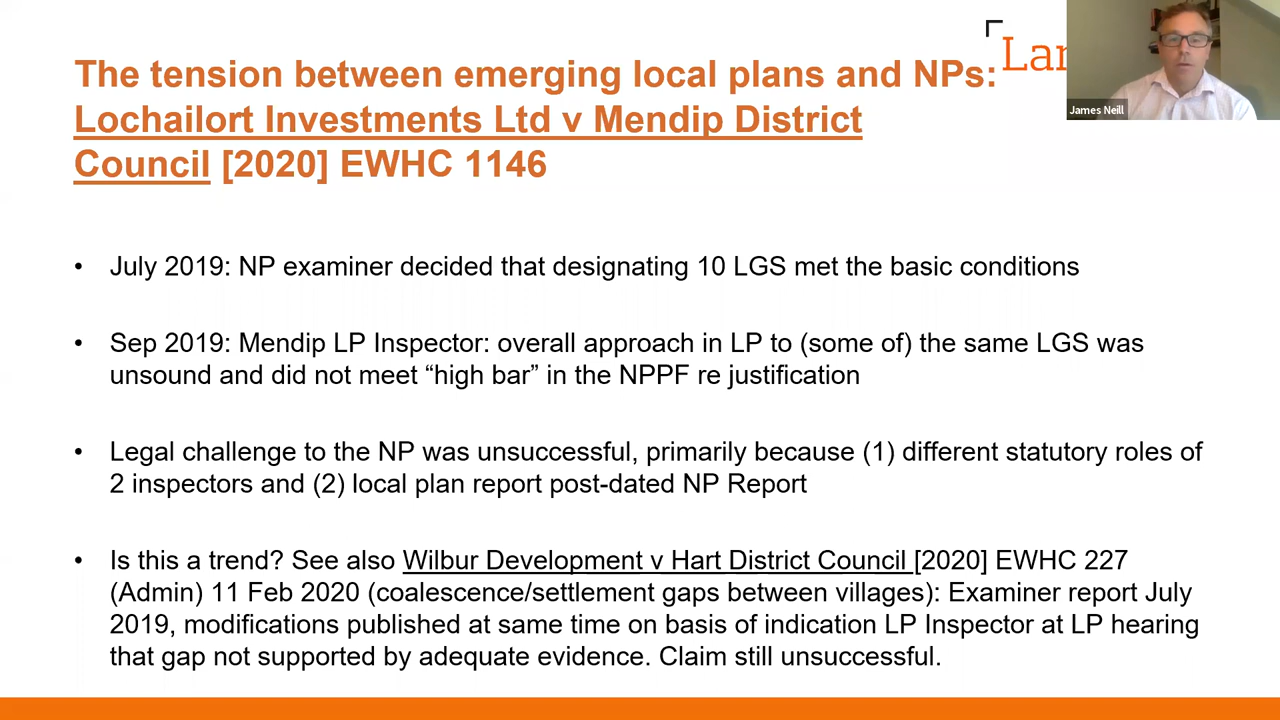 The tension between emerging local plans and NPs:
Lochailort Investments Ltd v Mendip District
Council [2020] EWHC 1146
James Neill
• July 2019: NP examiner decided that designating 10 LGS met the basic conditions
• Sep 2019: Mendip LP Inspector: overall approach in LP to (some of) the same LGS was
unsound and did not meet “high bar” in the NPPF re justification
• Legal challenge to the NP was unsuccessful, primarily because (1) different statutory roles of
2 inspectors and (2) local plan report post-dated NP Report
• Is this a trend? See also Wilbur Development v Hart District Council [2020] EWHC 227
(Admin) 11 Feb 2020 (coalescence/settlement gaps between villages): Examiner report July
2019, modifications published at same time on basis of indication LP Inspector at LP hearing
that gap not supported by adequate evidence. Claim still unsuccessful.